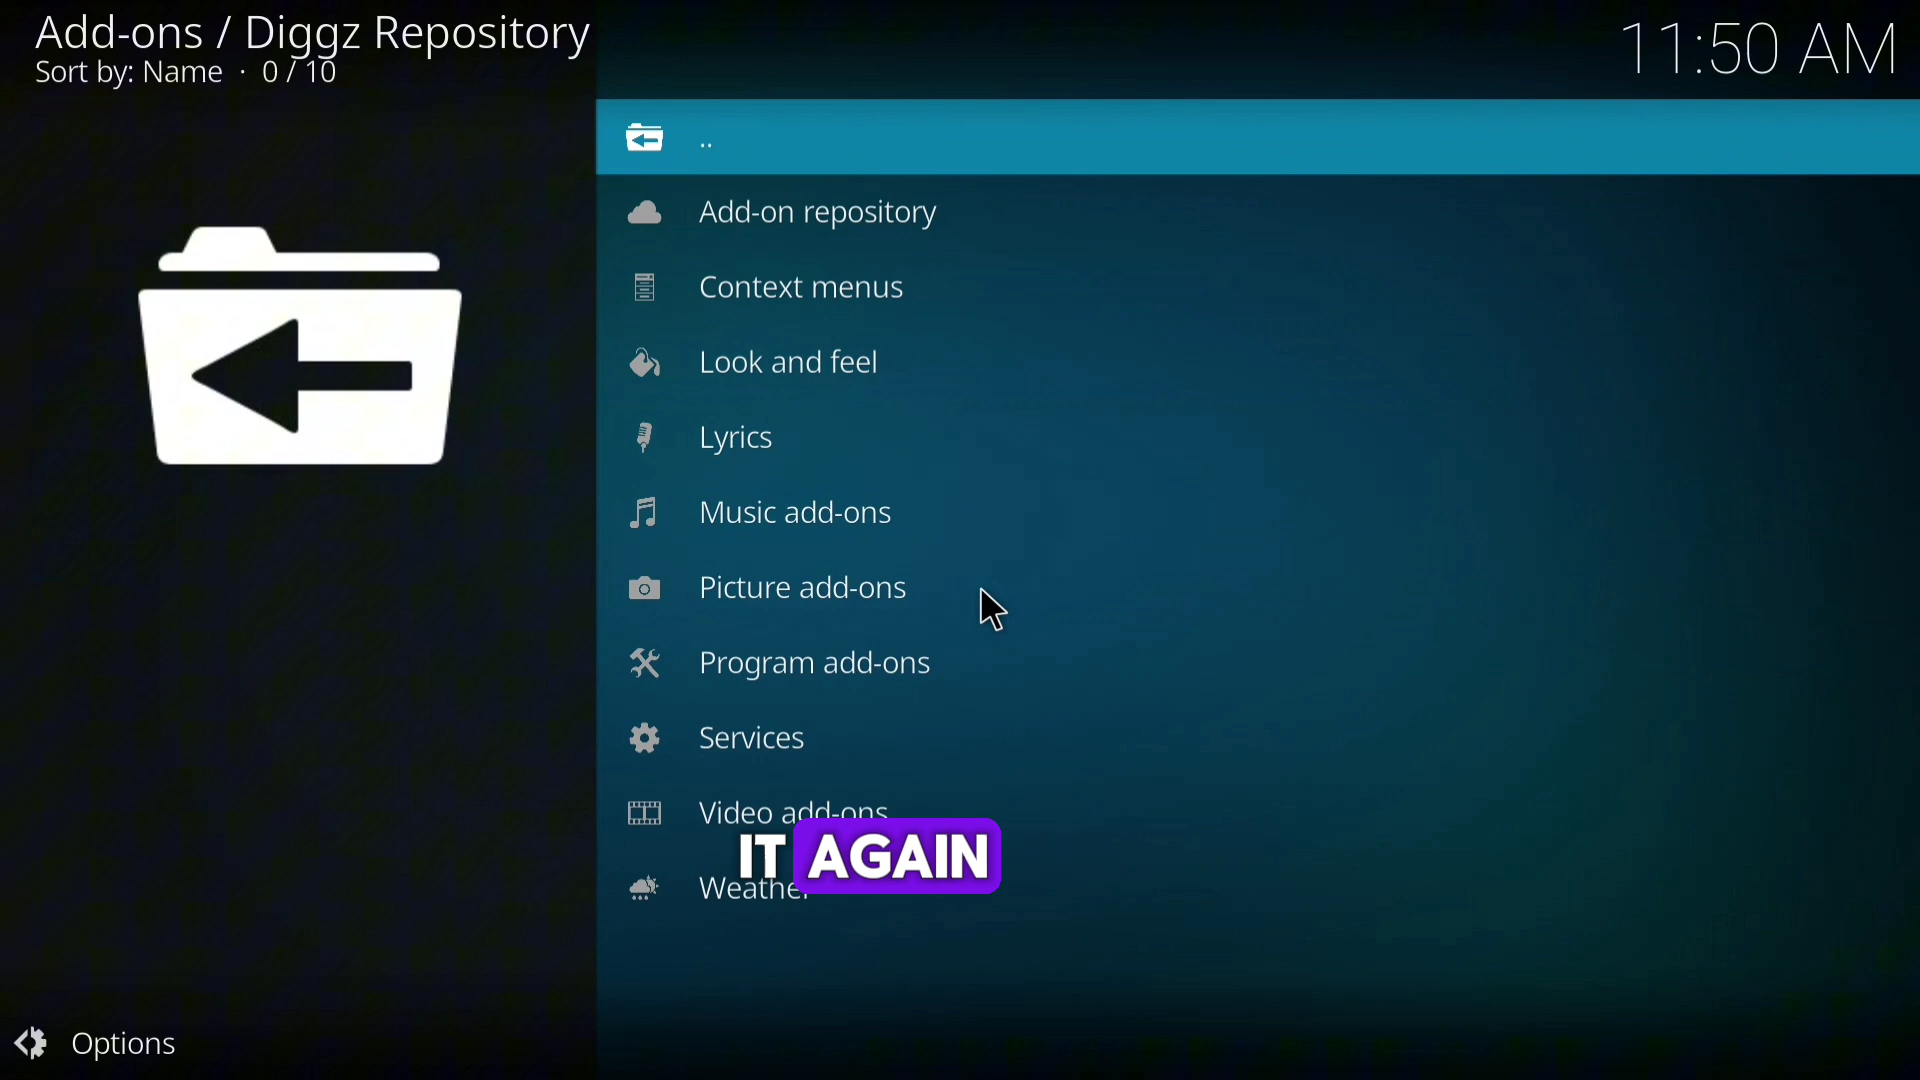 Add-ons / Diggz Repository
Sort by: Name · 0 / 10
11:50 AM
..
Add-on repository
Context menus
Look and feel
Lyrics
Music add-ons
Picture add-ons
Program add-ons
Services
Video add-ons
IT AGAIN
Weather
Options